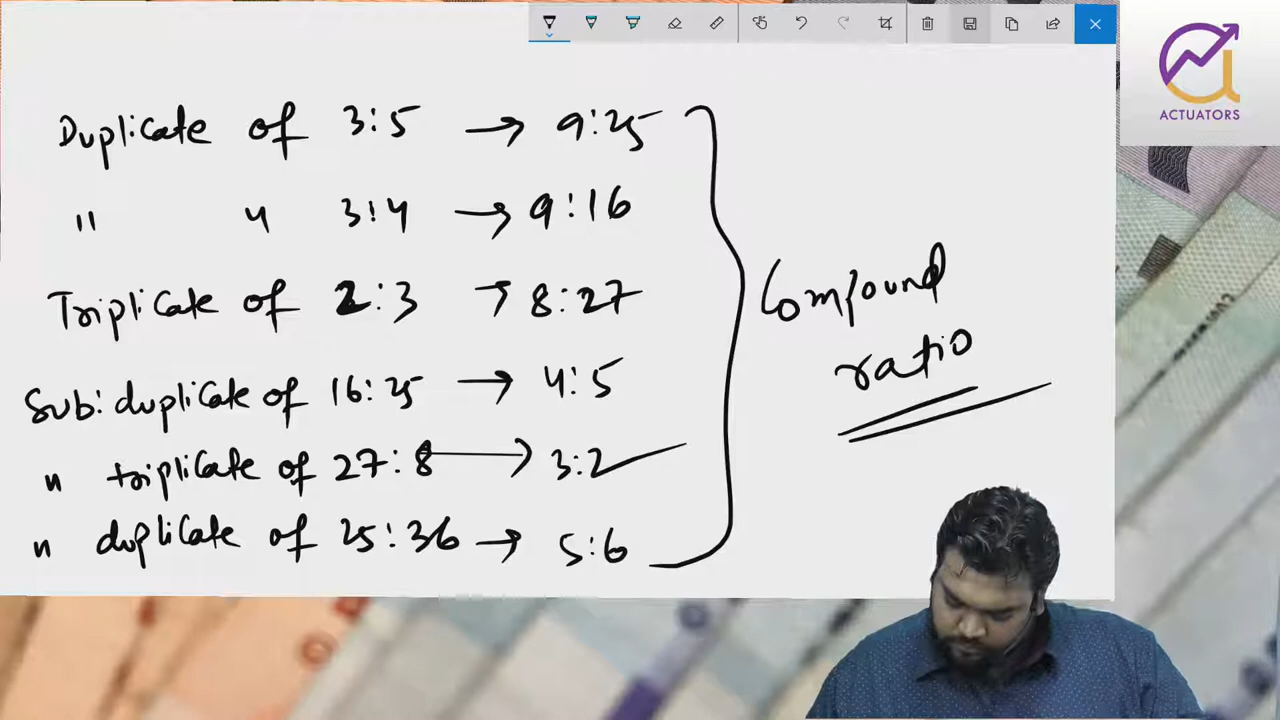 Duplicate of 3:5 → 9:25
" " 3:4 → 9:16
Triplicate of 2:3 → 8:27
Sub: duplicate of 16:25 → 4:5
" triplicate of 27:8 → 3:2
" duplicate of 25:36 → 5:6
Compound
ratio
ACTUATORS